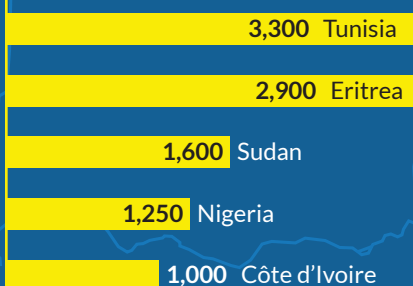 3,300 Tunisia
2,900 Eritrea
1,600 Sudan
1,250 Nigeria
1,000 Côte d’Ivoire